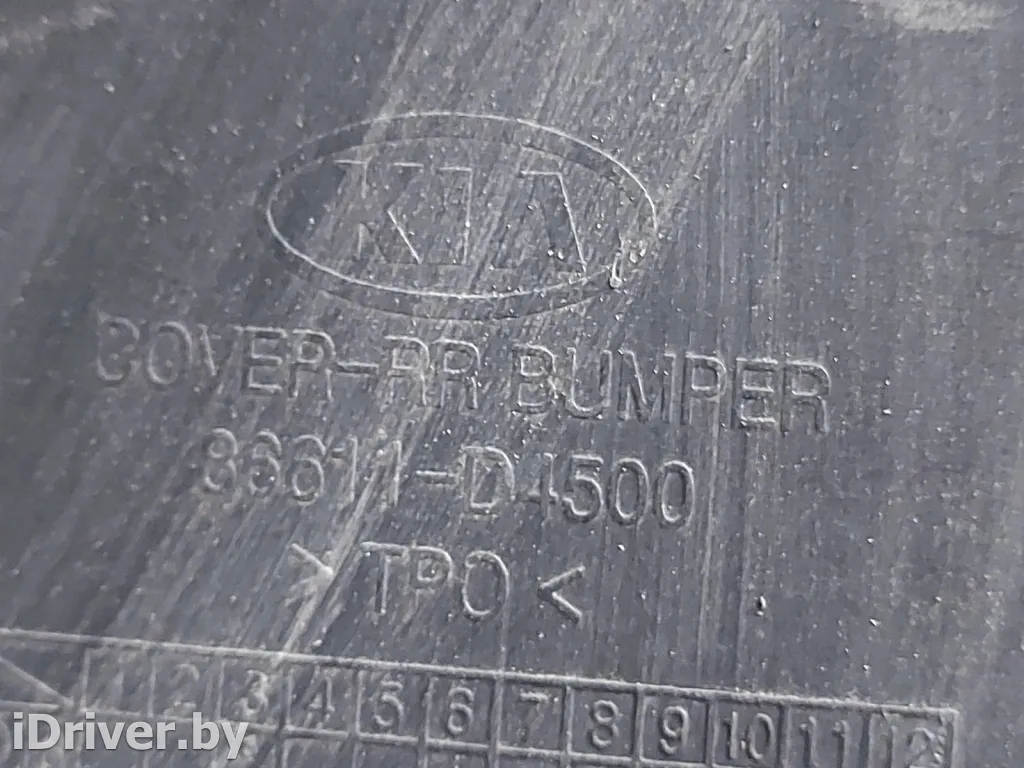 KIA
COVER-RR BUMPER
86611-D4500
>TPO<
1 2 3 4 5 6 7 8 9 10 11 12
iDriver.by